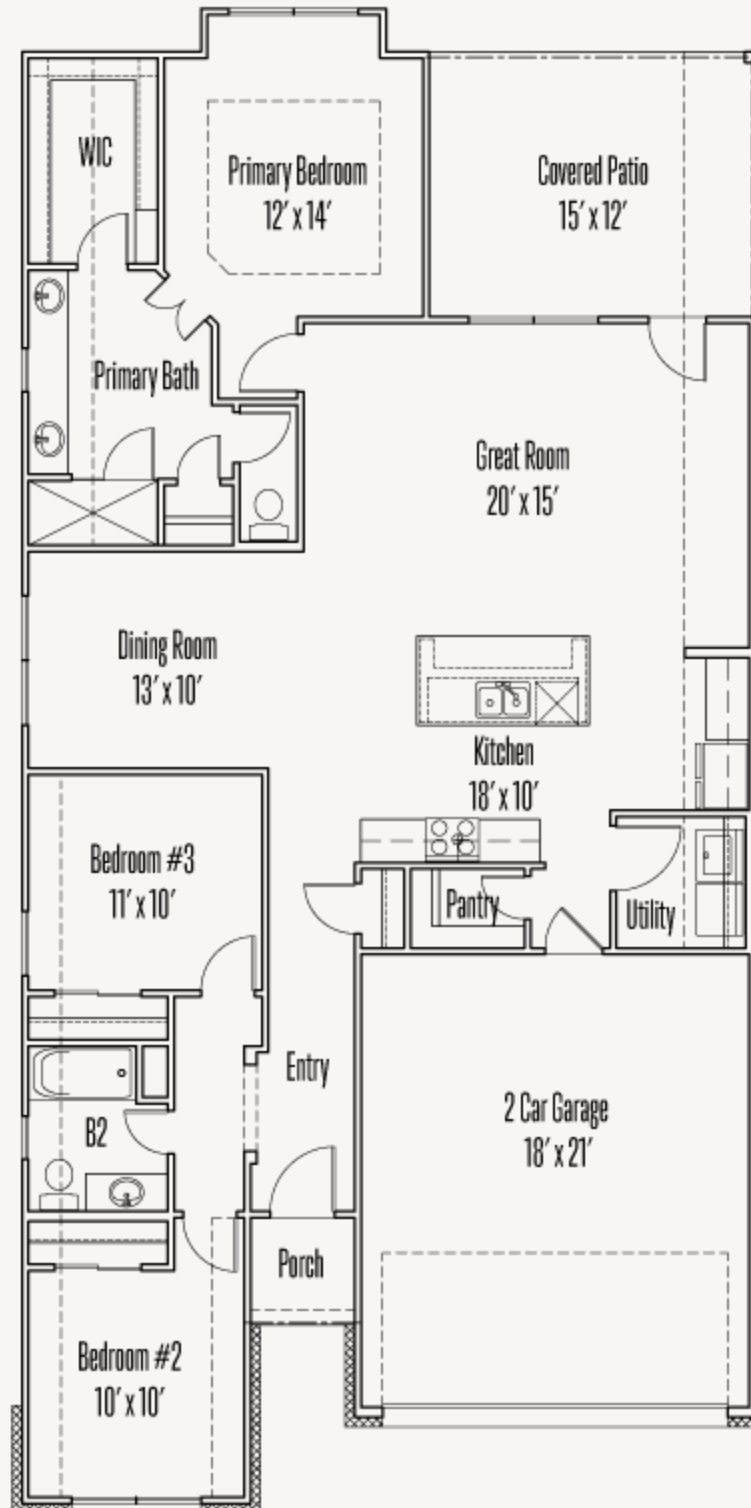 WIC
Primary Bedroom
12' x 14'
Covered Patio
15' x 12'
Primary Bath
Great Room
20' x 15'
Dining Room
13' x 10'
Kitchen
18' x 10'
Bedroom #3
11' x 10'
Pantry
Utility
Entry
2 Car Garage
18' x 21'
B2
Porch
Bedroom #2
10' x 10'